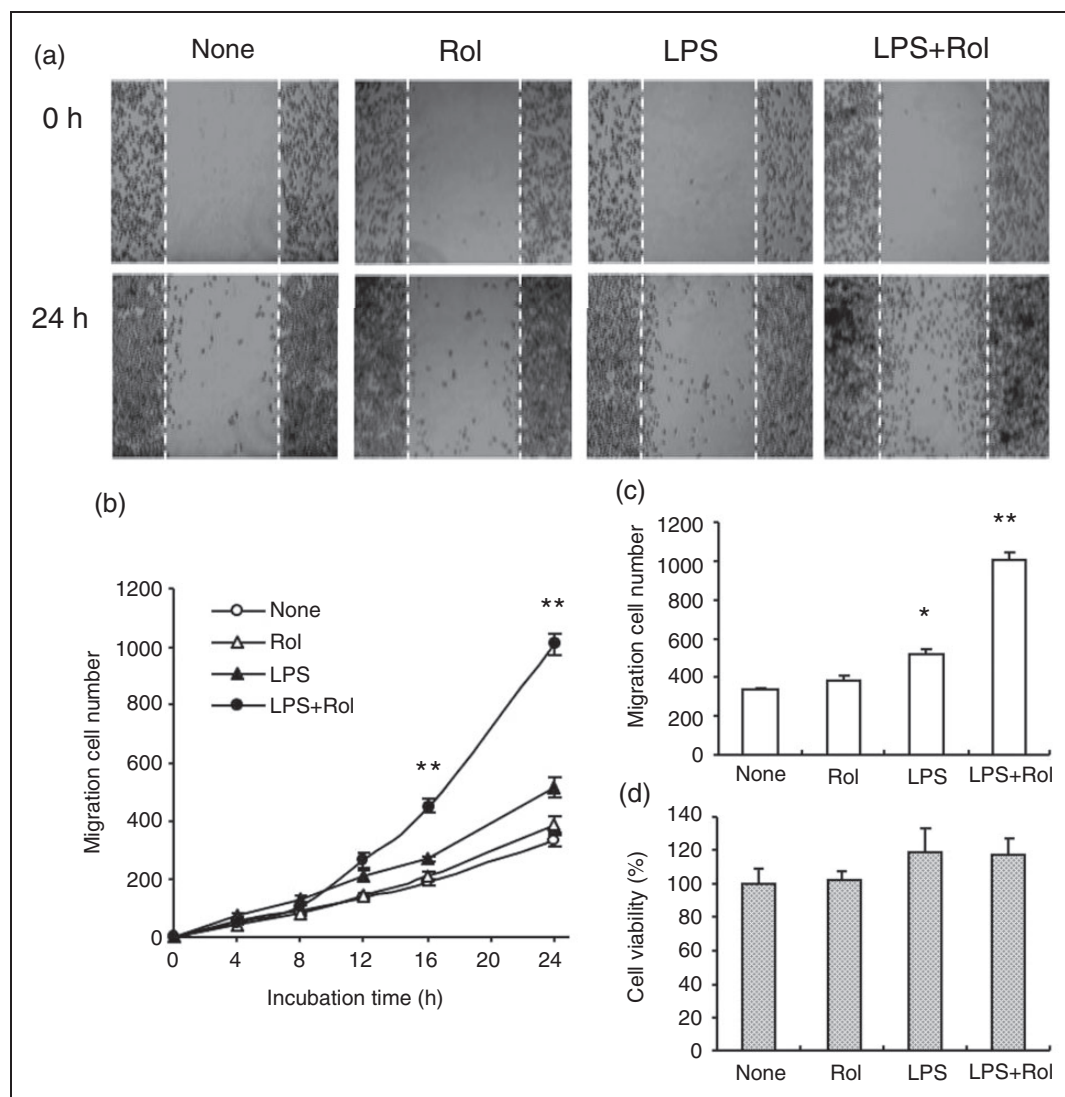 (a)
None Rol LPS LPS+Rol
0 h
24 h
(b)
Migration cell number
1200
1000
800
600
400
200
0
None
Rol
LPS
LPS+Rol
**
**
0 4 8 12 16 20 24
Incubation time (h)
(c)
Migration cell number
1200
1000
800
600
400
200
0
*
**
None Rol LPS LPS+Rol
(d)
Cell viability (%)
140
120
100
80
60
40
20
0
None Rol LPS LPS+Rol